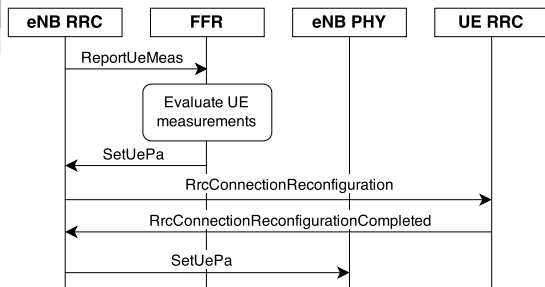 eNB RRC
FFR
eNB PHY
UE RRC
ReportUeMeas
Evaluate UE
measurements
SetUePa
RrcConnectionReconfiguration
RrcConnectionReconfigurationCompleted
SetUePa